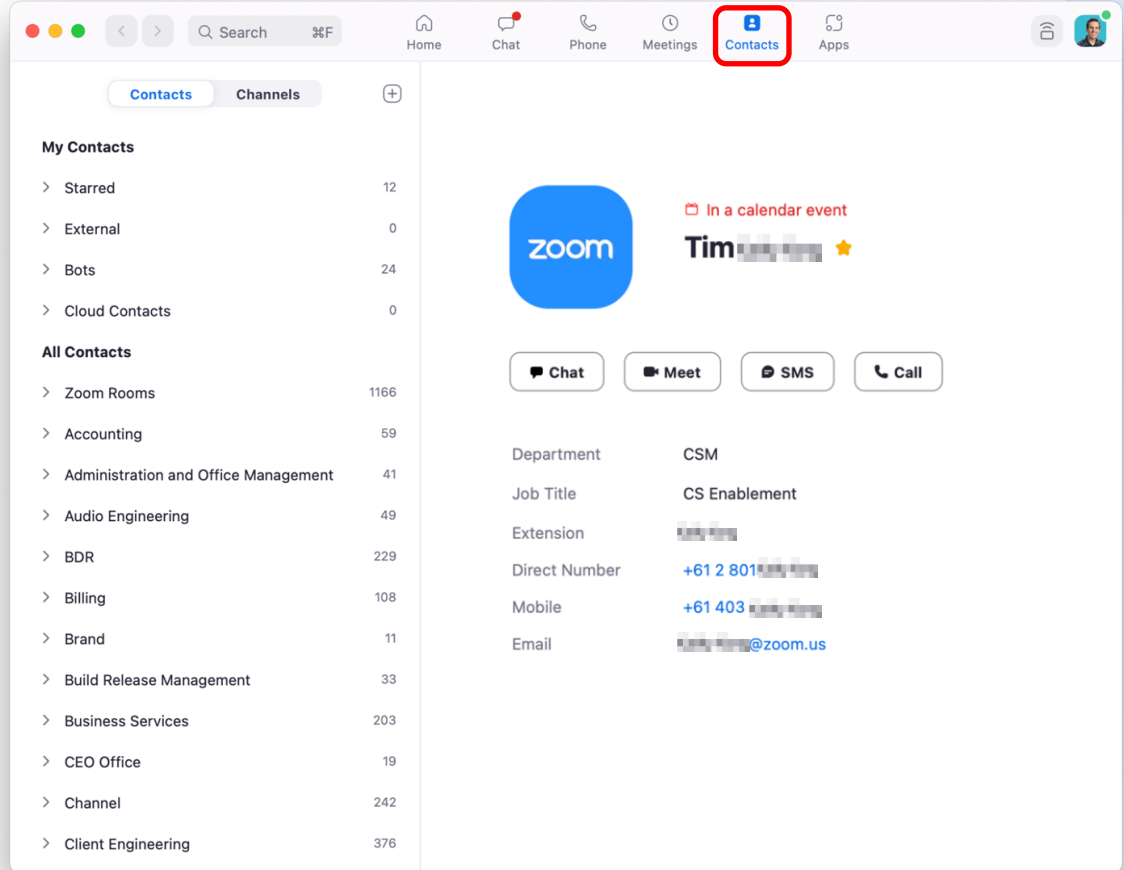 Search ⌘F
Home
Chat
Phone
Meetings
Contacts
Apps
Contacts
Channels
My Contacts
Starred 12
External 0
Bots 24
Cloud Contacts 0
All Contacts
Zoom Rooms 1166
Accounting 59
Administration and Office Management 41
Audio Engineering 49
BDR 229
Billing 108
Brand 11
Build Release Management 33
Business Services 203
CEO Office 19
Channel 242
Client Engineering 376
zoom
In a calendar event
Tim
Chat
Meet
SMS
Call
Department CSM
Job Title CS Enablement
Extension
Direct Number +61 2 801
Mobile +61 403
Email @zoom.us